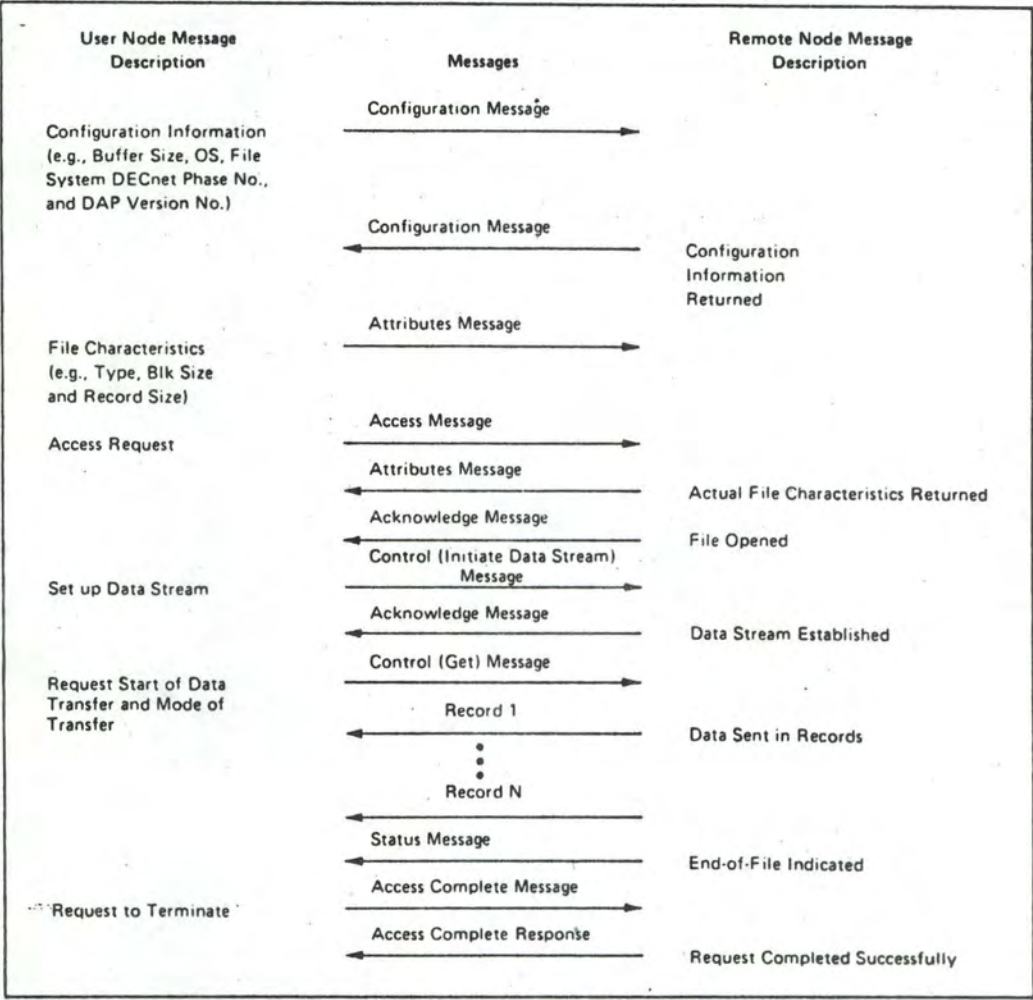 User Node Message
Description
Messages
Remote Node Message
Description
Configuration Message
Configuration Information
(e.g., Buffer Size, OS, File
System DECnet Phase No.,
and DAP Version No.)
Configuration Message
Configuration
Information
Returned
Attributes Message
File Characteristics
(e.g., Type, Blk Size
and Record Size)
Access Message
Access Request
Attributes Message
Actual File Characteristics Returned
Acknowledge Message
File Opened
Control (Initiate Data Stream)
Message
Set up Data Stream
Acknowledge Message
Data Stream Established
Control (Get) Message
Request Start of Data
Transfer and Mode of
Transfer
Record 1
Data Sent in Records
Record N
Status Message
End-of-File Indicated
Access Complete Message
Request to Terminate
Access Complete Response
Request Completed Successfully